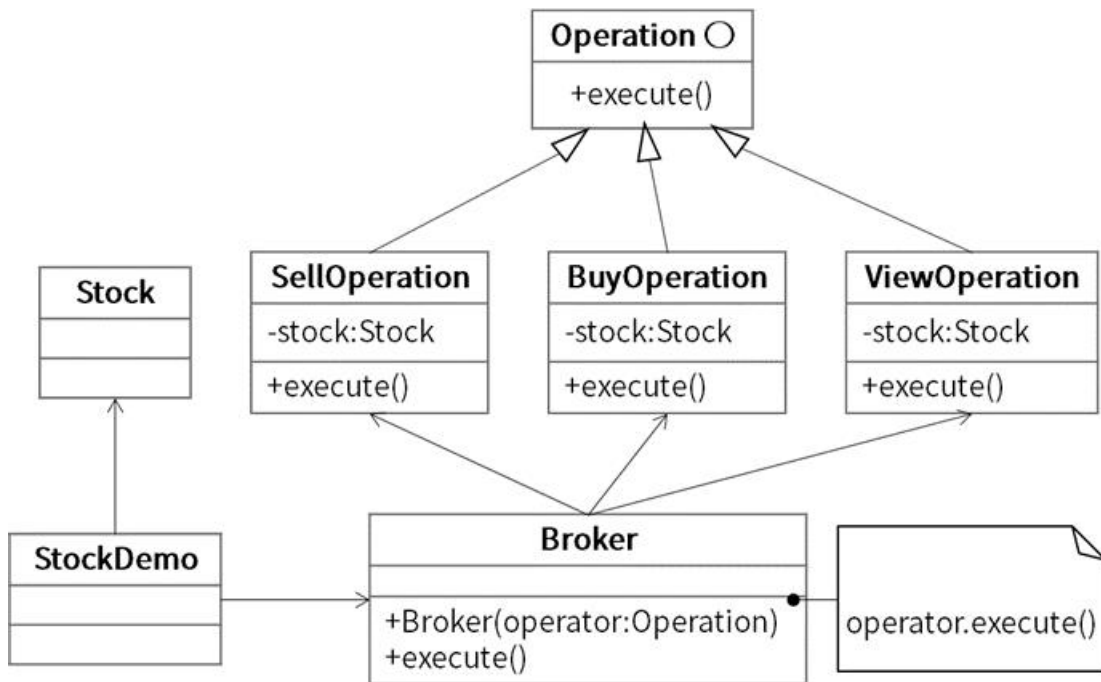 Operation
+execute()
SellOperation
-stock:Stock
+execute()
BuyOperation
-stock:Stock
+execute()
ViewOperation
-stock:Stock
+execute()
Stock
StockDemo
Broker
+Broker(operator:Operation)
+execute()
operator.execute()